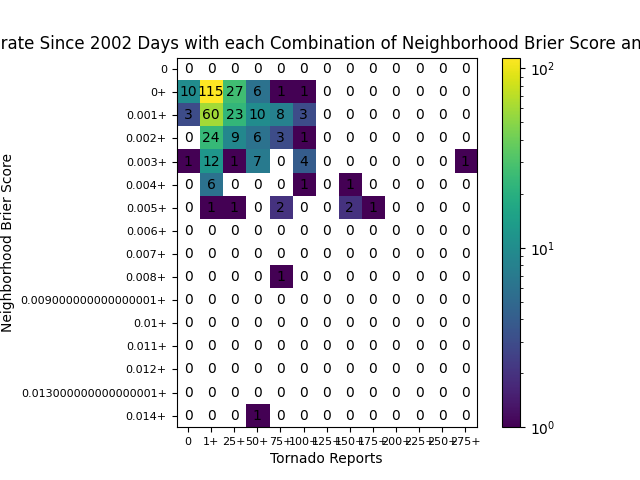 rate Since 2002 Days with each Combination of Neighborhood Brier Score an
Neighborhood Brier Score
0 0 0 0 0 0 0 0 0 0 0 0 0 0
0+ 10 115 27 6 1 1 0 0 0 0 0 0 0
0.001+ 3 60 23 10 8 3 0 0 0 0 0 0 0
0.002+ 0 24 9 6 3 1 0 0 0 0 0 0 0
0.003+ 1 12 1 7 0 4 0 0 0 0 0 0 1
0.004+ 0 6 0 0 0 1 0 1 0 0 0 0 0
0.005+ 0 1 1 0 2 0 0 2 1 0 0 0 0
0.006+ 0 0 0 0 0 0 0 0 0 0 0 0 0
0.007+ 0 0 0 0 0 0 0 0 0 0 0 0 0
0.008+ 0 0 0 0 1 0 0 0 0 0 0 0 0
0.009000000000000001+ 0 0 0 0 0 0 0 0 0 0 0 0 0
0.01+ 0 0 0 0 0 0 0 0 0 0 0 0 0
0.011+ 0 0 0 0 0 0 0 0 0 0 0 0 0
0.012+ 0 0 0 0 0 0 0 0 0 0 0 0 0
0.013000000000000001+ 0 0 0 0 0 0 0 0 0 0 0 0 0
0.014+ 0 0 0 1 0 0 0 0 0 0 0 0 0
0 1+ 25+ 50+ 75+ 100+ 125+ 150+ 175+ 200+ 225+ 250+ 275+
Tornado Reports
10²
10¹
10⁰